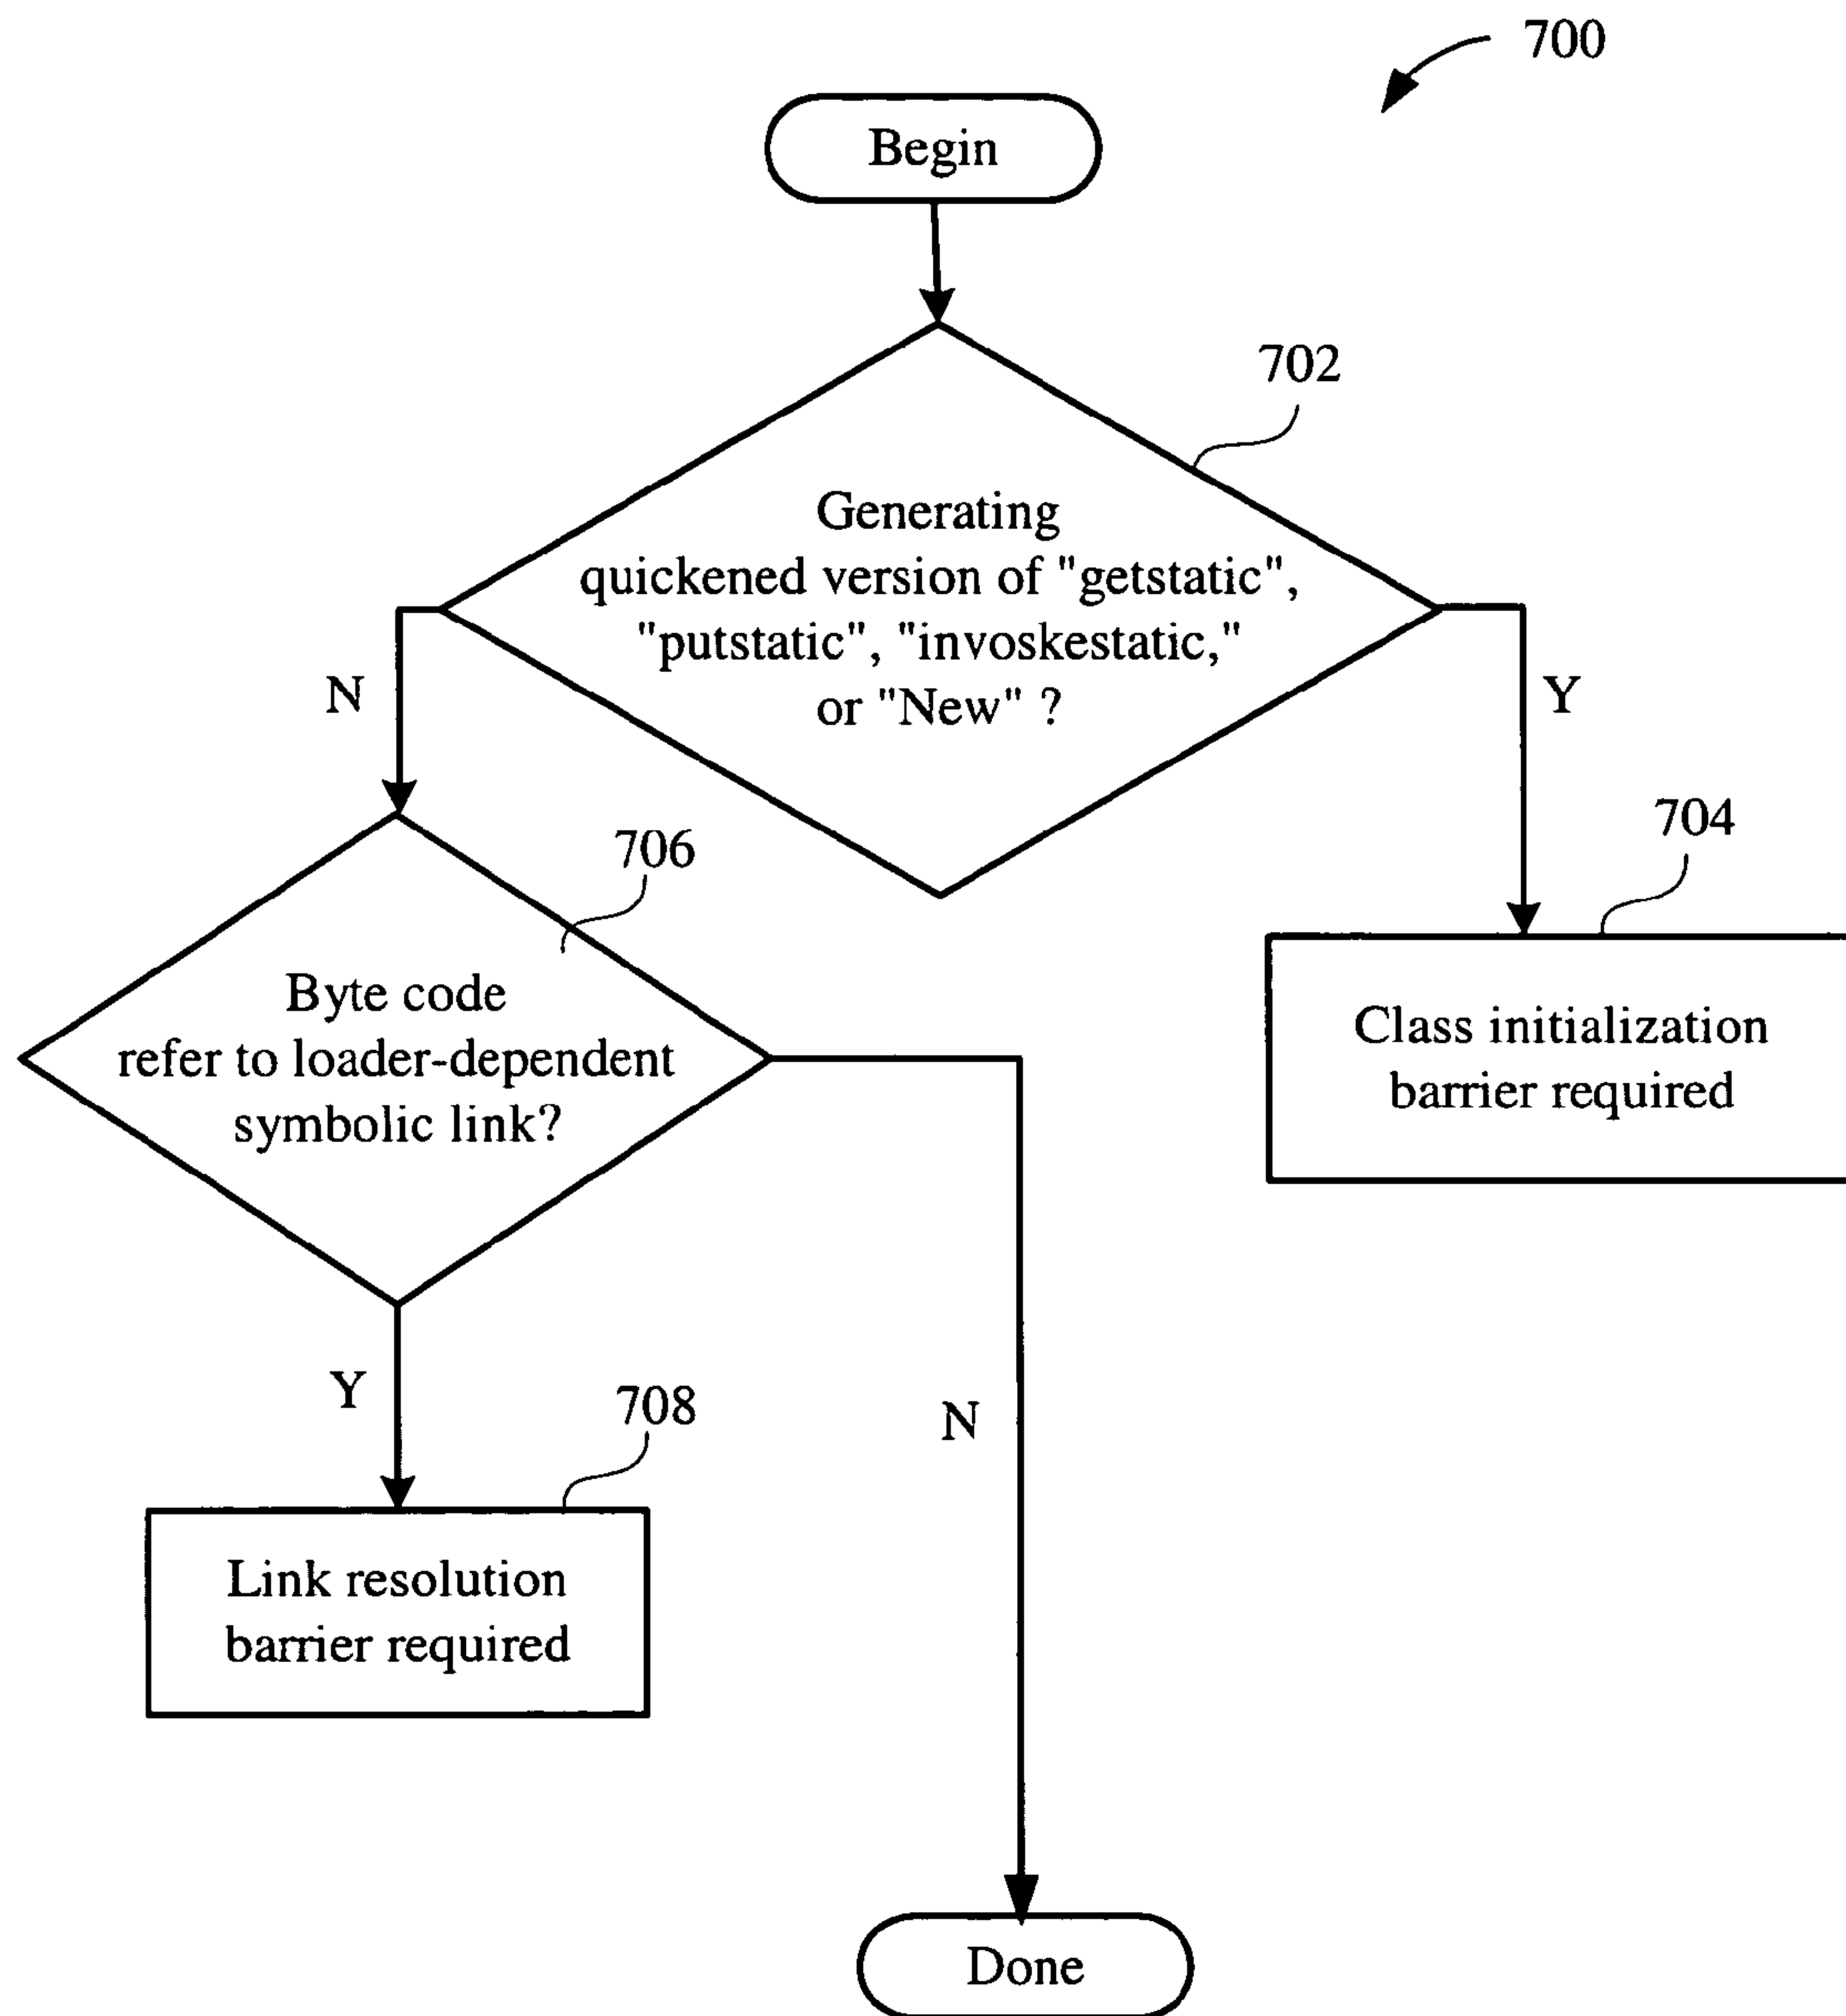 700
Begin
702
Generating
quickened version of "getstatic",
"putstatic", "invoskestatic,"
or "New" ?
N
Y
704
706
Byte code
refer to loader-dependent
symbolic link?
Class initialization
barrier required
Y
708
N
Link resolution
barrier required
Done